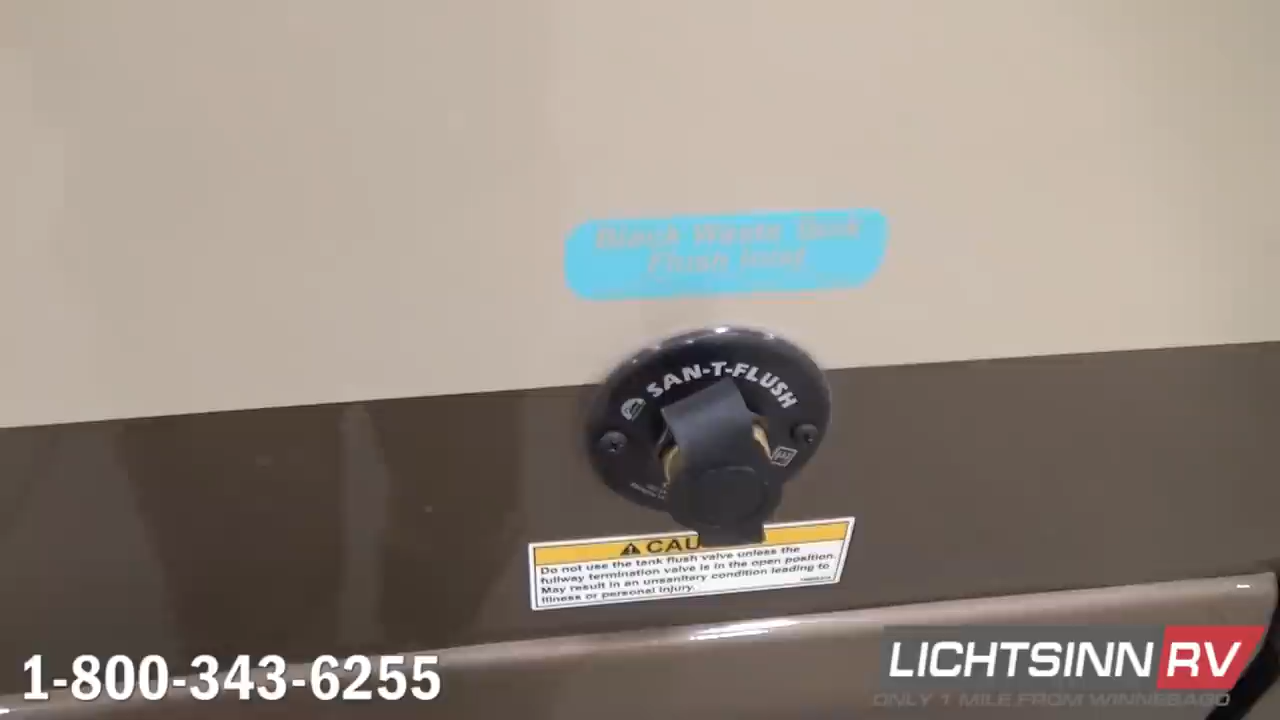 Black Waste Tank
Flush Inlet
SAN-T-FLUSH
CAU
Do not use the tank flush valve unless the
fullway termination valve is in the open position.
May result in an unsanitary condition leading to
illness or personal injury.
1-800-343-6255
LICHTSINN RV
ONLY 1 MILE FROM WINNEBAGO